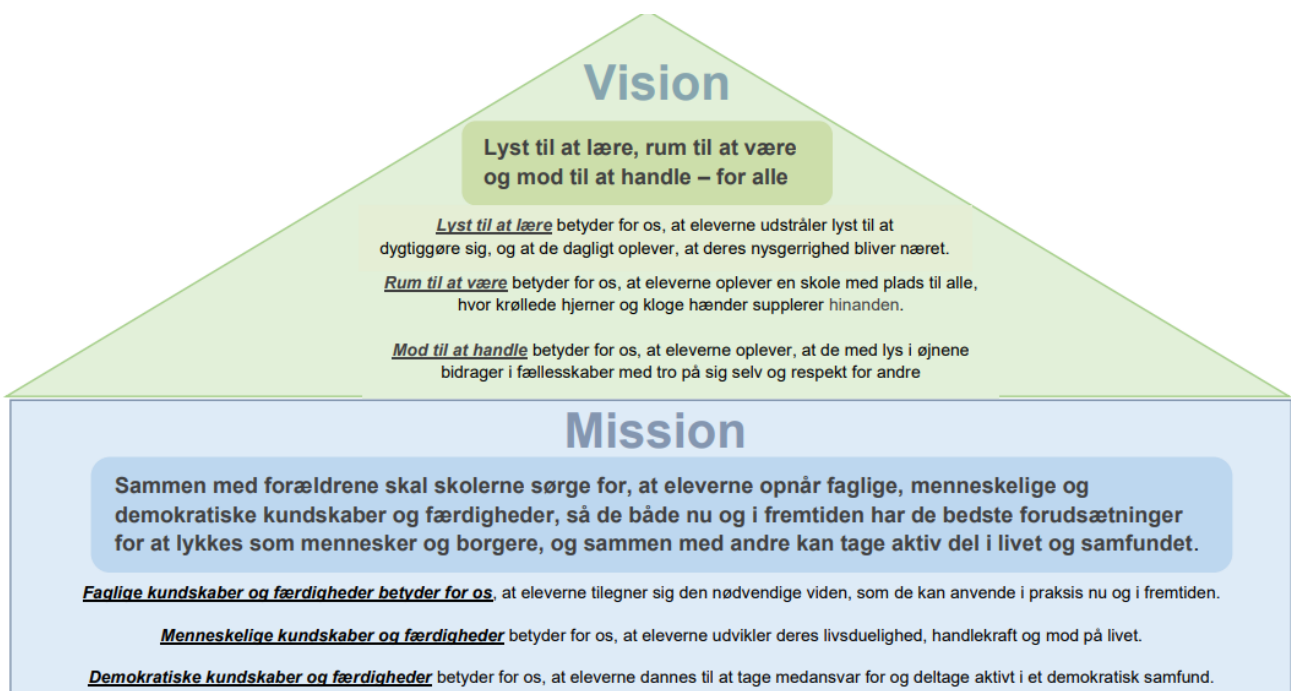 Vision
Lyst til at lære, rum til at være
og mod til at handle – for alle
Lyst til at lære betyder for os, at eleverne udstråler lyst til at
dygtiggøre sig, og at de dagligt oplever, at deres nysgerrighed bliver næret.
Rum til at være betyder for os, at eleverne oplever en skole med plads til alle,
hvor krøllede hjerner og kloge hænder supplerer hinanden.
Mod til at handle betyder for os, at eleverne oplever, at de med lys i øjnene
bidrager i fællesskaber med tro på sig selv og respekt for andre
Mission
Sammen med forældrene skal skolerne sørge for, at eleverne opnår faglige, menneskelige og
demokratiske kundskaber og færdigheder, så de både nu og i fremtiden har de bedste forudsætninger
for at lykkes som mennesker og borgere, og sammen med andre kan tage aktiv del i livet og samfundet.
Faglige kundskaber og færdigheder betyder for os, at eleverne tilegner sig den nødvendige viden, som de kan anvende i praksis nu og i fremtiden.
Menneskelige kundskaber og færdigheder betyder for os, at eleverne udvikler deres livsduelighed, handlekraft og mod på livet.
Demokratiske kundskaber og færdigheder betyder for os, at eleverne dannes til at tage medansvar for og deltage aktivt i et demokratisk samfund.